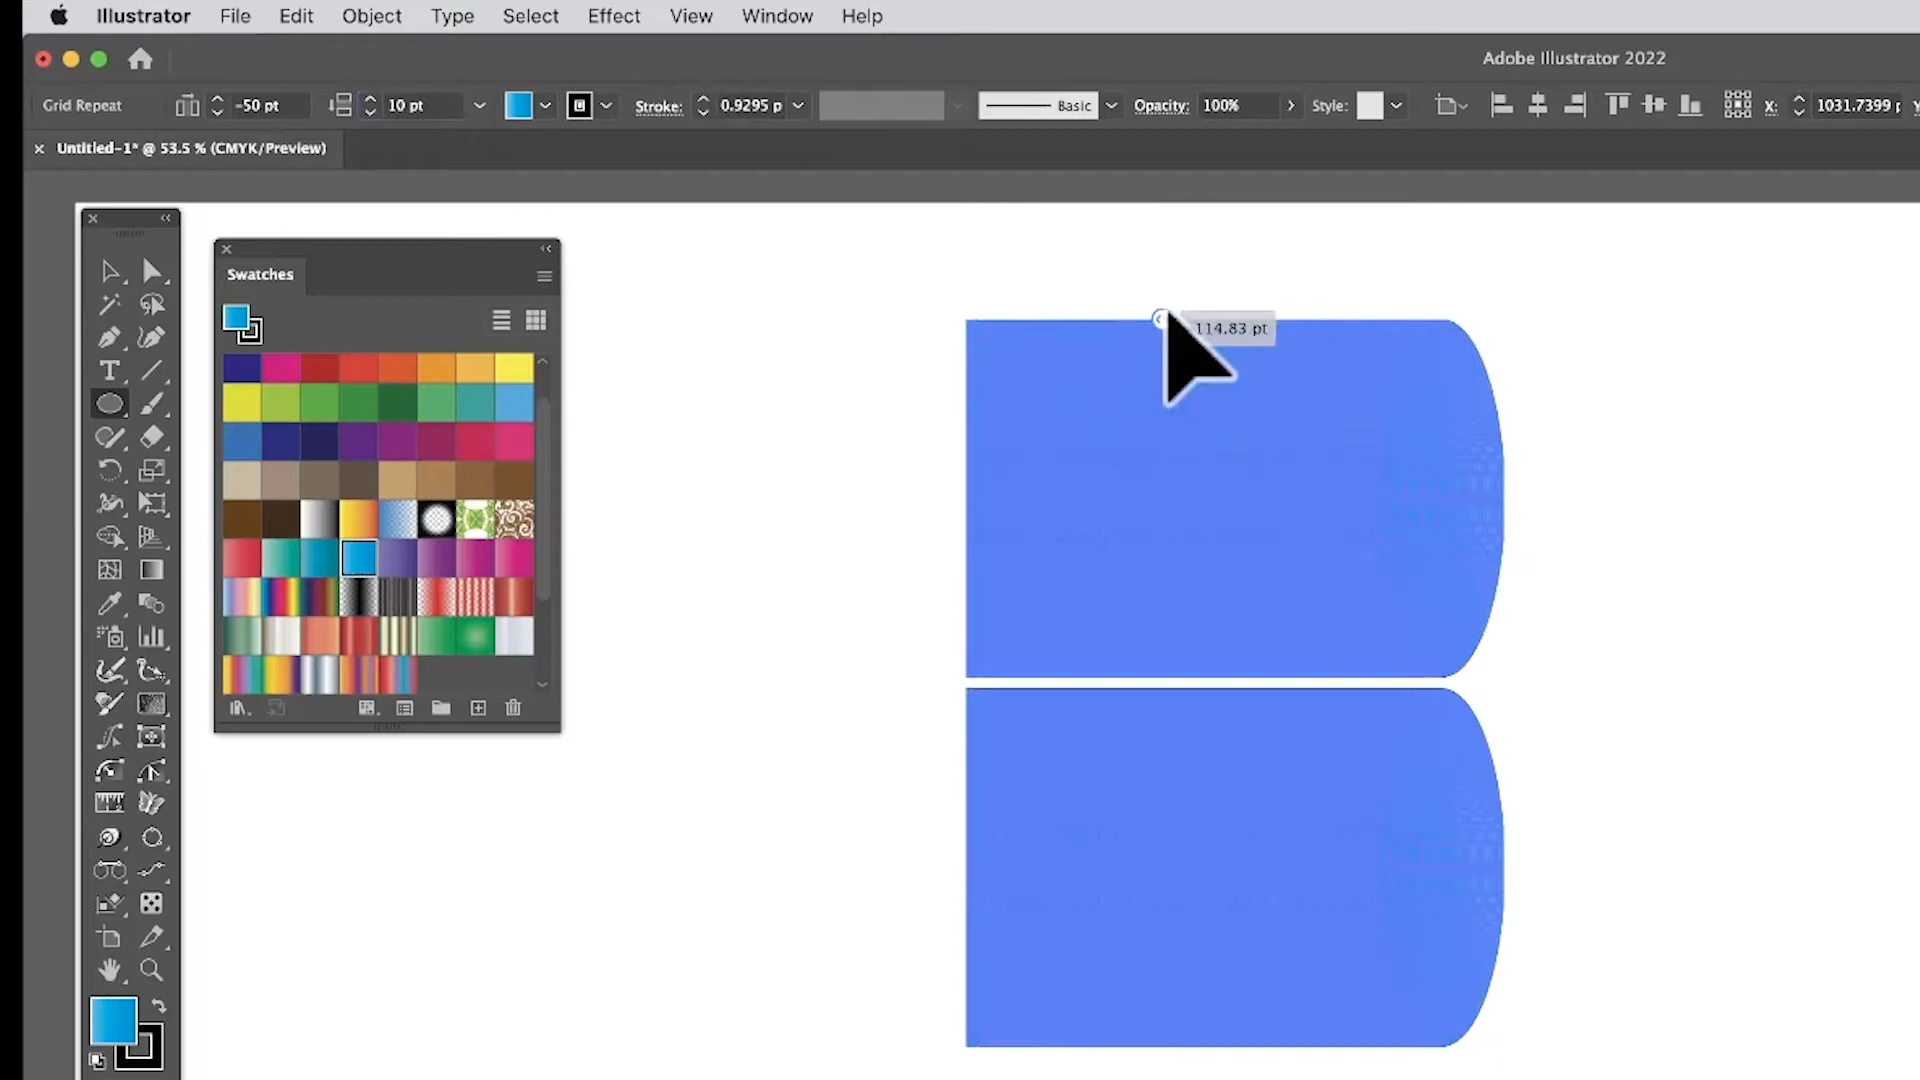 Illustrator File Edit Object Type Select Effect View Window Help
Adobe Illustrator 2022
Grid Repeat -50 pt 10 pt Stroke: 0.9295 p Basic Opacity: 100% Style: X: 1031.7399
Untitled-1* @ 53.5 % (CMYK/Preview)
Swatches
114.83 pt